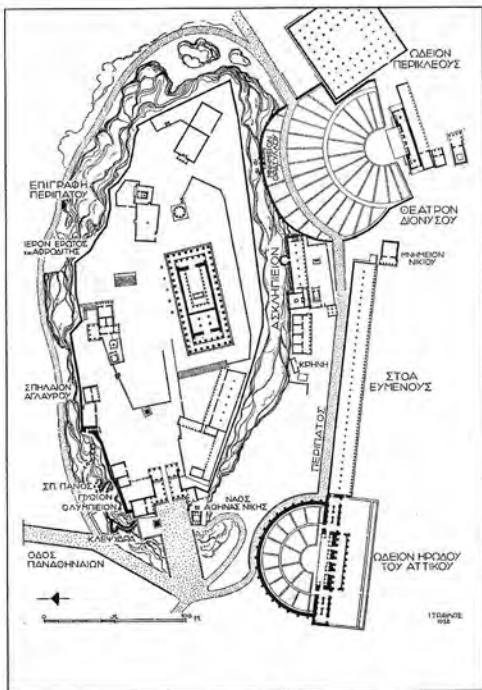 ΩΔΕΙΟΝ
ΠΕΡΙΚΛΕΟΥΣ
ΕΠΙΓΡΑΦΗ
ΠΕΡΙΠΑΤΟΥ
ΘΕΑΤΡΟΝ
ΔΙΟΝΥΣΟΥ
ΙΕΡΟΝ ΕΡΩΤΟΣ
ΑΦΡΟΔΙΤΗΣ
ΑΣΚΛΗΠΙΕΙΟΝ
ΜΝΗΜΕΙΟΝ
ΝΙΚΙΟΥ
ΚΡΗΝΗ
ΣΤΟΑ
ΕΥΜΕΝΟΥΣ
ΣΠΗΛΑΙΟΝ
ΑΓΛΑΥΡΟΥ
ΠΕΡΙΠΑΤΟΣ
ΣΠ. ΠΑΝΟΣ
ΟΛΥΜΠΙΕΙΟΝ
ΝΑΟΣ
ΑΘΗΝΑΣ ΝΙΚΗΣ
ΚΛΕΨΥΔΡΑ
ΟΔΟΣ
ΠΑΝΑΘΗΝΑΙΩΝ
ΩΔΕΙΟΝ ΗΡΩΔΟΥ
ΤΟΥ ΑΤΤΙΚΟΥ